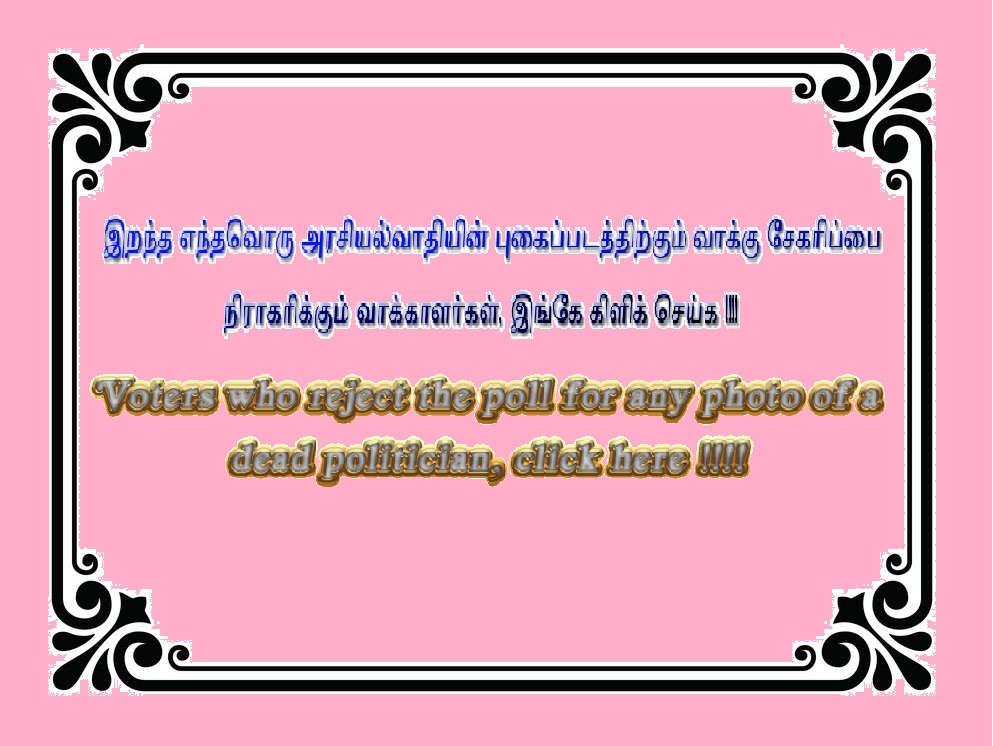 இறந்த எந்தவொரு அரசியல்வாதியின் புகைப்படத்திற்கும் வாக்கு சேகரிப்பை
நிராகரிக்கும் வாக்காளர்கள், இங்கே கிளிக் செய்க !!!!
Voters who reject the poll for any photo of a
dead politician, click here !!!!